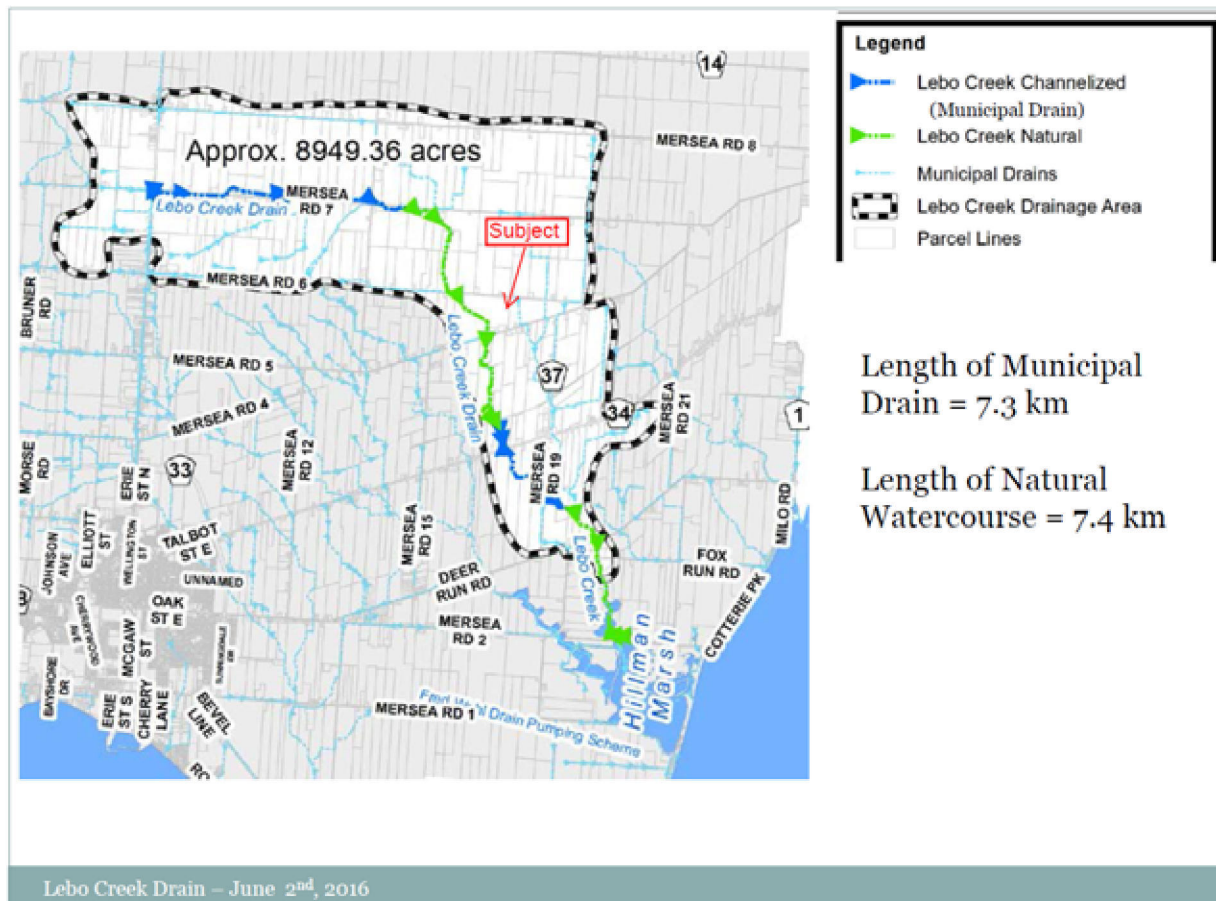 14
MERSEA RD 8
Approx. 8949.36 acres
MERSEA
RD 7
Lebo Creek Drain
Subject
MERSEA RD 6
BRUNER
RD
Lebo Creek Drain
MERSEA RD 5
37
34
MERSEA
RD 21
1
MERSEA RD 4
MORSE
RD
33
ERIE
ST N
MERSEA
RD 12
MERSEA
RD 19
MERSEA
RD 15
MILO RD
JOHNSON
AVE
ELLIOTT
ST
WELLINGTON
ST
TALBOT
ST E
UNNAMED
DEER
RUN RD
Lebo Creek
FOX
RUN RD
CHERRYWOOD
AVE
OAK
ST E
MCGAW
ST
MERSEA
RD 2
COTTERIE PK
Hillman
Marsh
BAYSHORE
DR
ERIE
ST S
CHERRY
LANE
BEVEL
LINE
MERSEA RD 1
Drain Pumping Scheme
RO
Legend
Lebo Creek Channelized
(Municipal Drain)
Lebo Creek Natural
Municipal Drains
Lebo Creek Drainage Area
Parcel Lines
Length of Municipal
Drain = 7.3 km
Length of Natural
Watercourse = 7.4 km
Lebo Creek Drain – June 2nd, 2016